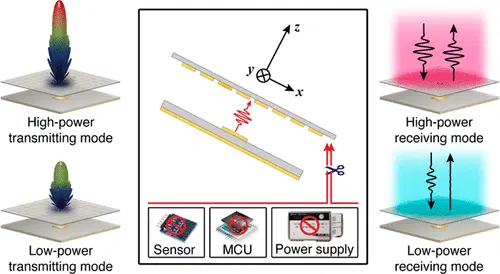 High-power
transmitting mode
Low-power
transmitting mode
z
y
x
Sensor
MCU
Power supply
High-power
receiving mode
Low-power
receiving mode